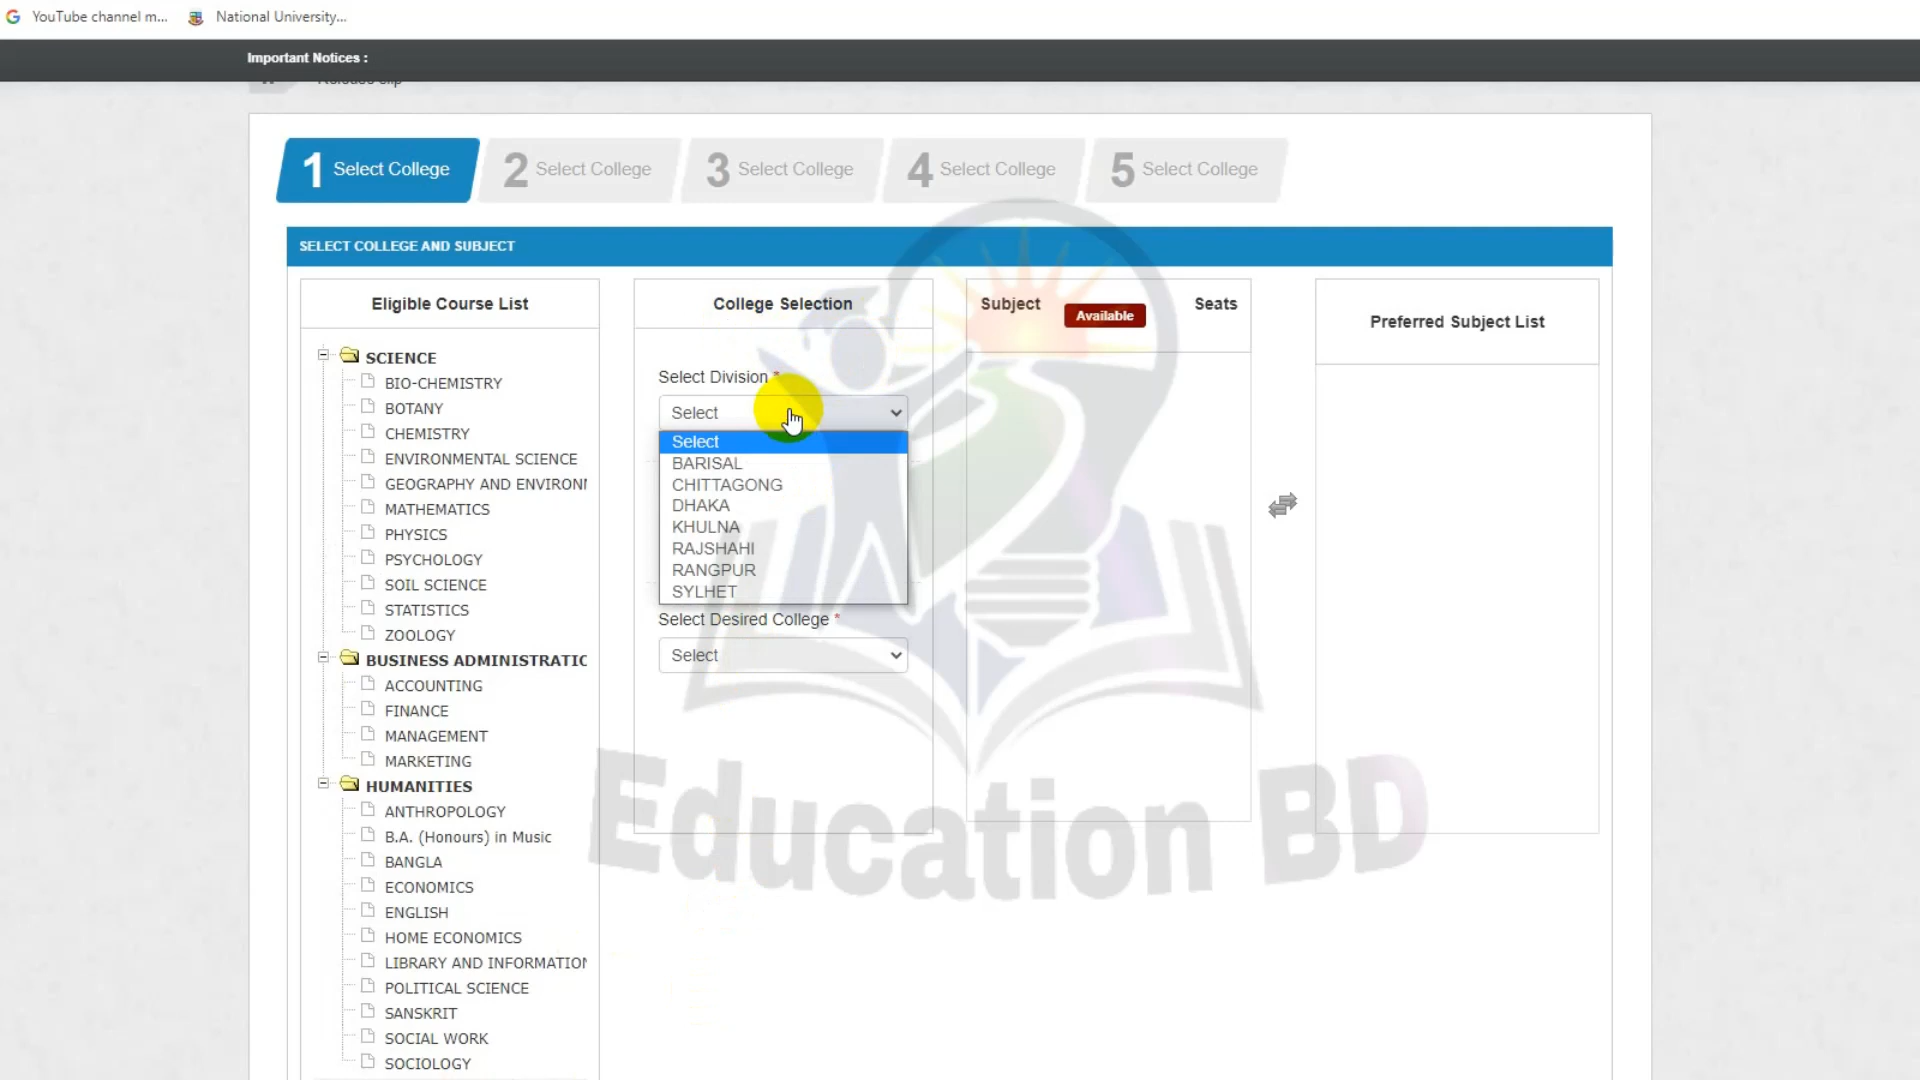 YouTube channel m...
National University...
Important Notices :
1 Select College
2 Select College
3 Select College
4 Select College
5 Select College
SELECT COLLEGE AND SUBJECT
Eligible Course List
SCIENCE
BIO-CHEMISTRY
BOTANY
CHEMISTRY
ENVIRONMENTAL SCIENCE
GEOGRAPHY AND ENVIRON
MATHEMATICS
PHYSICS
PSYCHOLOGY
SOIL SCIENCE
STATISTICS
ZOOLOGY
BUSINESS ADMINISTRATIC
ACCOUNTING
FINANCE
MANAGEMENT
MARKETING
HUMANITIES
ANTHROPOLOGY
B.A. (Honours) in Music
BANGLA
ECONOMICS
ENGLISH
HOME ECONOMICS
LIBRARY AND INFORMATION
POLITICAL SCIENCE
SANSKRIT
SOCIAL WORK
SOCIOLOGY
College Selection
Select Division *
Select
Select
BARISAL
CHITTAGONG
DHAKA
KHULNA
RAJSHAHI
RANGPUR
SYLHET
Select Desired College *
Select
Subject
Available
Seats
Preferred Subject List
Education BD